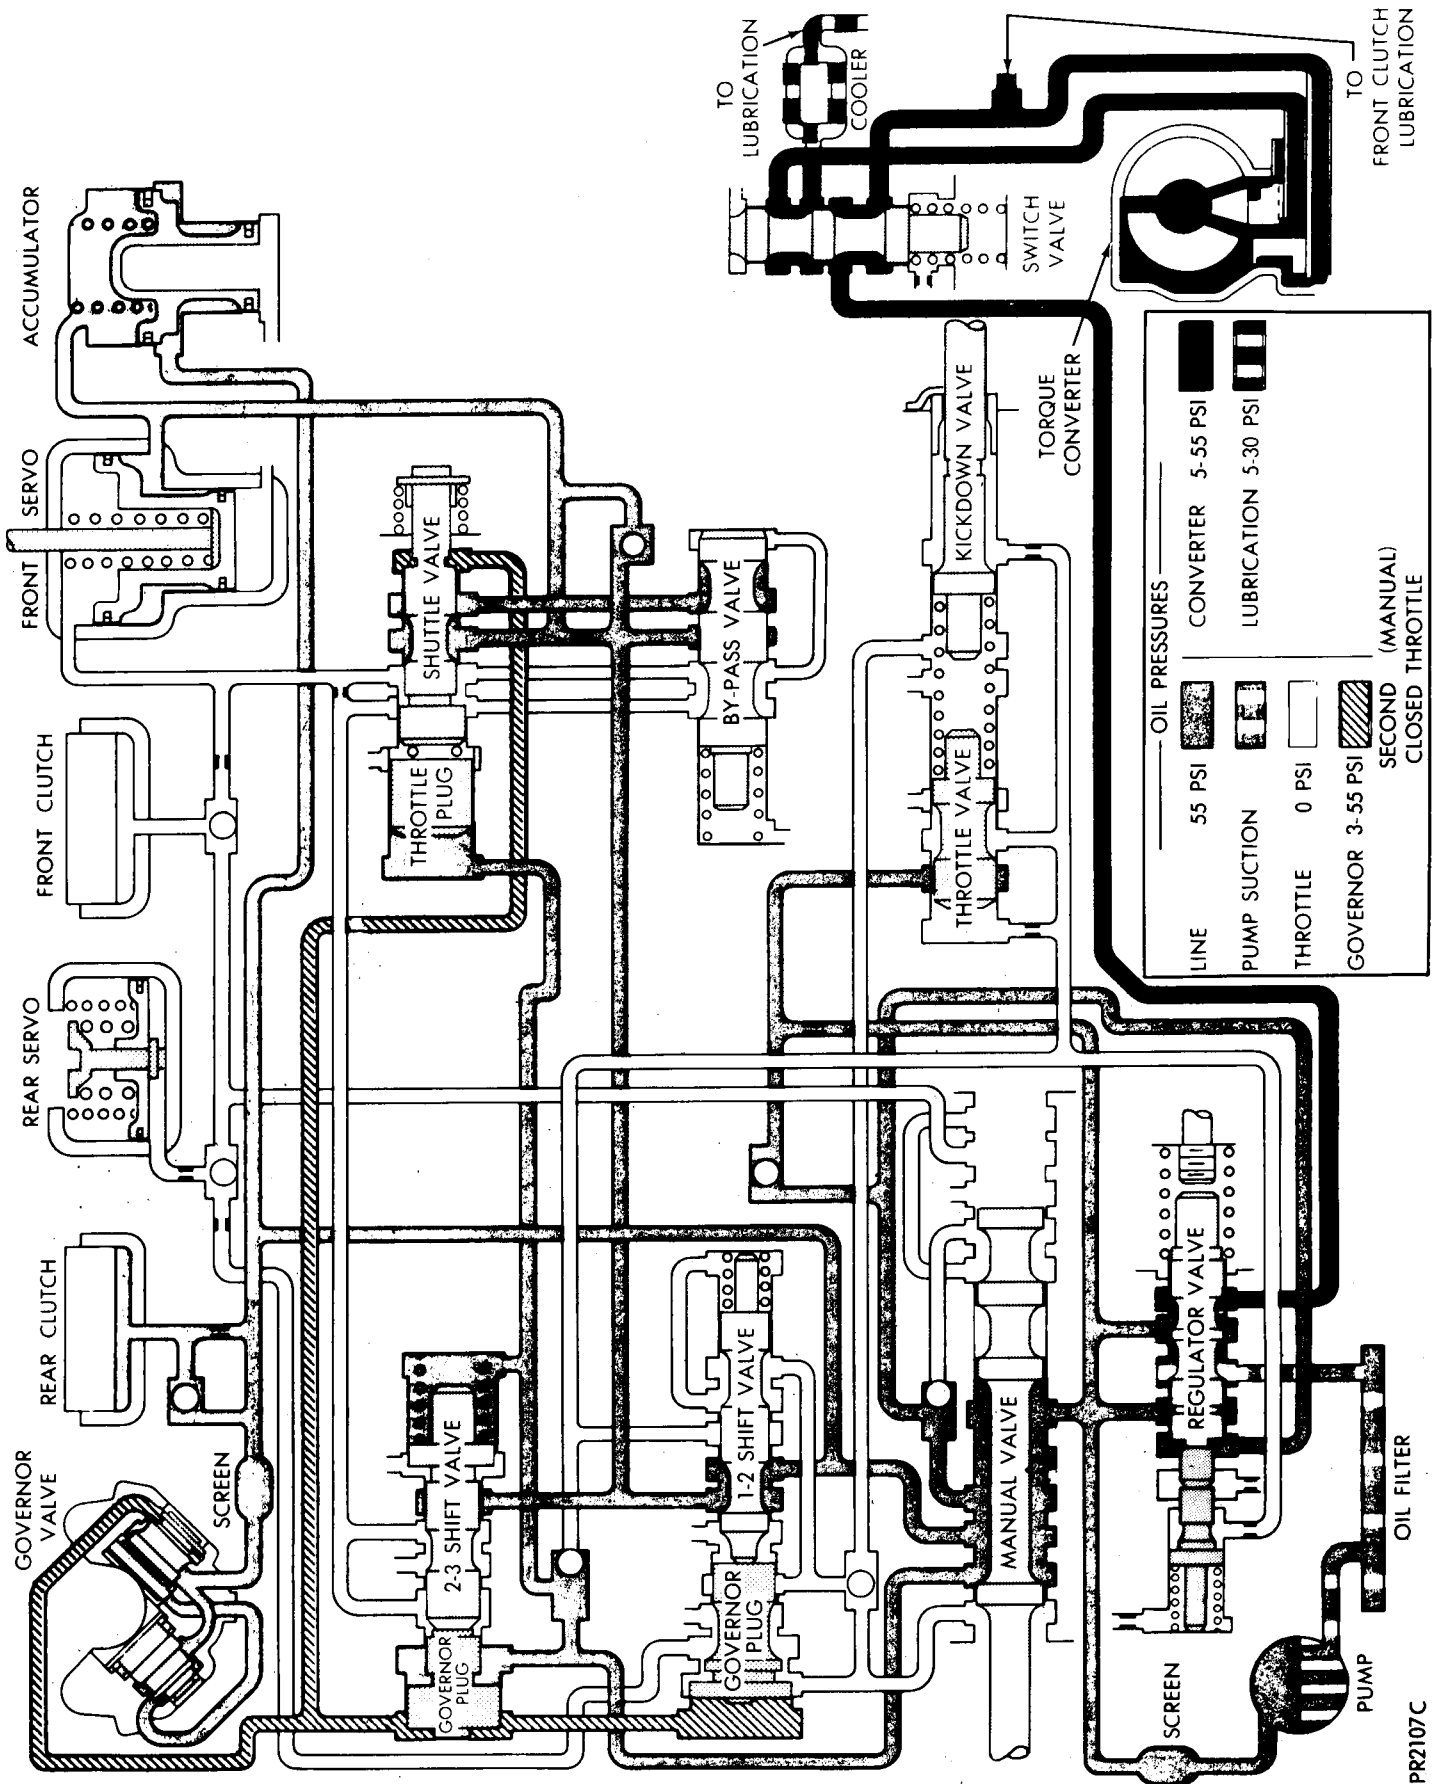 GOVERNOR
VALVE
REAR CLUTCH
REAR SERVO
FRONT CLUTCH
FRONT SERVO
ACCUMULATOR
SCREEN
GOVERNOR
PLUG
2-3 SHIFT VALVE
THROTTLE
PLUG
SHUTTLE VALVE
GOVERNOR
PLUG
1-2 SHIFT VALVE
BY-PASS VALVE
TO
LUBRICATION
COOLER
SWITCH
VALVE
MANUAL VALVE
THROTTLE VALVE
KICKDOWN VALVE
TORQUE
CONVERTER
TO
FRONT CLUTCH
LUBRICATION
SCREEN
REGULATOR VALVE
PUMP
OIL FILTER
OIL PRESSURES
LINE 55 PSI
PUMP SUCTION
THROTTLE 0 PSI
GOVERNOR 3-55 PSI
CONVERTER 5-55 PSI
LUBRICATION 5-30 PSI
SECOND (MANUAL)
CLOSED THROTTLE
PR2107C